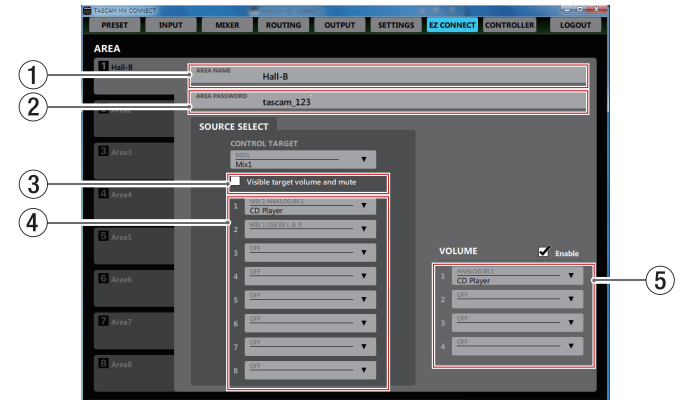 TASCAM MX CONNECT
PRESET INPUT MIXER ROUTING OUTPUT SETTINGS EZ CONNECT CONTROLLER LOGOUT
AREA
1 Hall-B
AREA NAME
Hall-B
1
AREA PASSWORD
tascam_123
2
2 Area2
SOURCE SELECT
CONTROL TARGET
MIX1
Mix1
3 Area3
Visible target volume and mute
3
4 Area4
1 MIX 1 ANALOG IN 1
CD Player
4
2 MIX 1 USB IN L & R
5 Area5
3 OFF
4 OFF
6 Area6
5 OFF
6 OFF
7 Area7
7 OFF
8 OFF
8 Area8
VOLUME Enable
1 ANALOG IN 1
CD Player
5
2 OFF
3 OFF
4 OFF